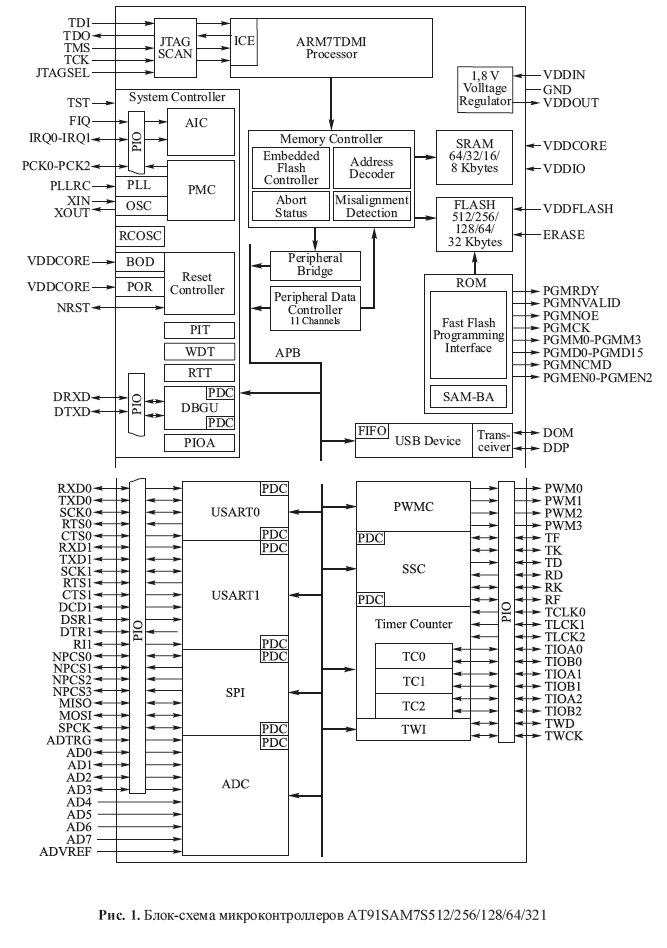 TDI
TDO
TMS
TCK
JTAGSEL
JTAG
SCAN
ICE
ARM7TDMI
Processor
1,8 V
Volltage
Regulator
VDDIN
GND
VDDOUT
System Controller
TST
FIQ
IRQ0-IRQ1
PCK0-PCK2
PLLRC
XIN
XOUT
PIO
AIC
PMC
PLL
OSC
RCOSC
VDDCORE
VDDCORE
NRST
BOD
POR
Reset
Controller
PIT
WDT
RTT
DRXD
DTXD
PIO
PDC
DBGU
PDC
PIOA
Memory Controller
Embedded
Flash
Controller
Address
Decoder
Abort
Status
Misalignment
Detection
Peripheral
Bridge
Peripheral Data
Controller
11 Channels
APB
SRAM
64/32/16/
8 Kbytes
VDDCORE
VDDIO
FLASH
512/256/
128/64/
32 Kbytes
VDDFLASH
ERASE
ROM
Fast Flash
Programming
Interface
SAM-BA
PGMRDY
PGMNVALID
PGMNOE
PGMCK
PGMM0-PGMM3
PGMD0-PGMD15
PGMNCMD
PGMEN0-PGMEN2
FIFO
USB Device
Trans-
ceiver
DOM
DDP
RXD0
TXD0
SCK0
RTS0
CTS0
RXD1
TXD1
SCK1
RTS1
CTS1
DCD1
DSR1
DTR1
RI1
NPCS0
NPCS1
NPCS2
NPCS3
MISO
MOSI
SPCK
ADTRG
AD0
AD1
AD2
AD3
AD4
AD5
AD6
AD7
ADVREF
PIO
PDC
USART0
PDC
PDC
USART1
PDC
PDC
SPI
PDC
PDC
ADC
PWMC
PDC
SSC
PDC
Timer Counter
TC0
TC1
TC2
TWI
PIO
PWM0
PWM1
PWM2
PWM3
TF
TK
TD
RD
RK
RF
TCLK0
TLCK1
TLCK2
TIOA0
TIOB0
TIOA1
TIOB1
TIOA2
TIOB2
TWD
TWCK
Рис. 1. Блок-схема микроконтроллеров AT91SAM7S512/256/128/64/321